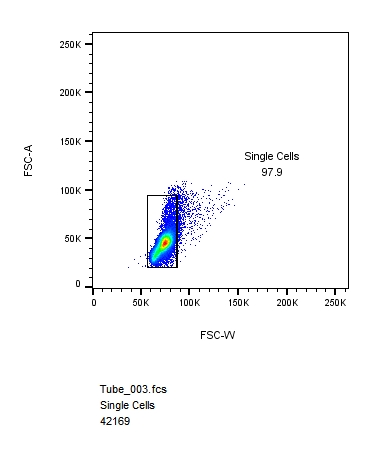 250K
200K
150K
100K
50K
0
FSC-A
Single Cells
97.9
0 50K 100K 150K 200K 250K
FSC-W
Tube_003.fcs
Single Cells
42169